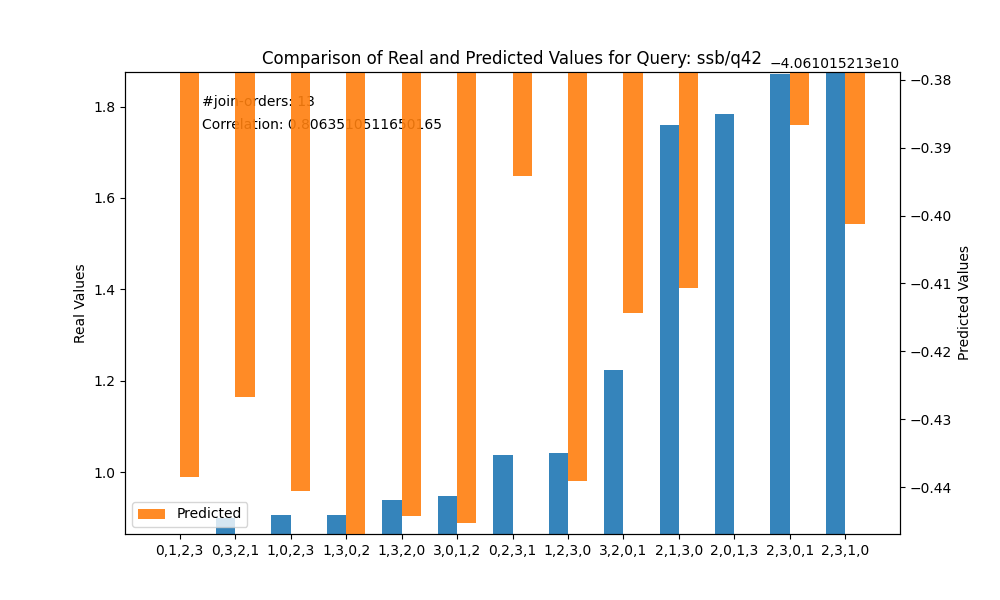 Comparison of Real and Predicted Values for Query: ssb/q42
−4.061015213e10
#join-orders: 13
Correlation: 0.8063510511650165
1.8
1.6
1.4
1.2
1.0
Real Values
−0.38
−0.39
−0.40
−0.41
−0.42
−0.43
−0.44
Predicted Values
Predicted
0,1,2,3 0,3,2,1 1,0,2,3 1,3,0,2 1,3,2,0 3,0,1,2 0,2,3,1 1,2,3,0 3,2,0,1 2,1,3,0 2,0,1,3 2,3,0,1 2,3,1,0